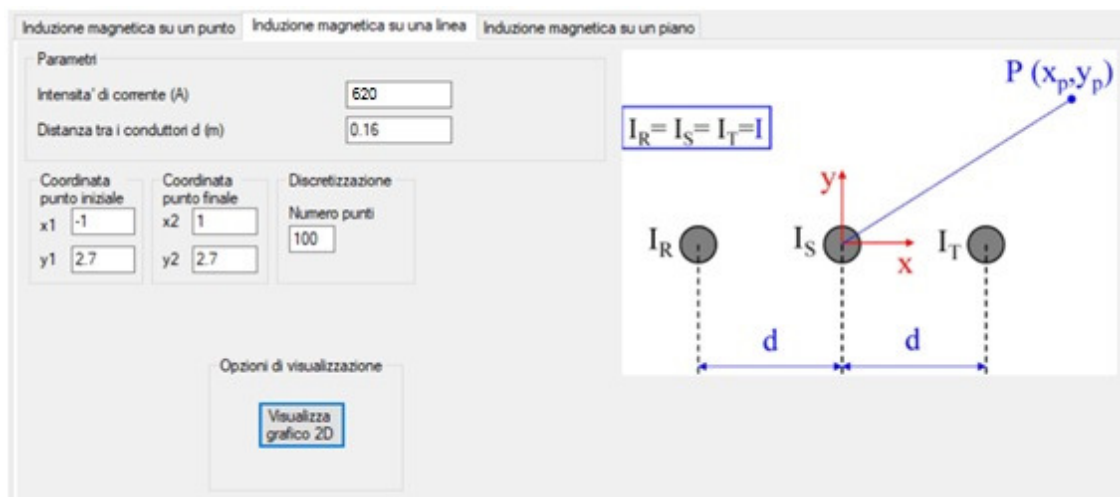 Induzione magnetica su un punto
Induzione magnetica su una linea
Induzione magnetica su un piano
Parametri
Intensita' di corrente (A)
620
Distanza tra i conduttori d (m)
0.16
Coordinata
punto iniziale
x1 -1
y1 2.7
Coordinata
punto finale
x2 1
y2 2.7
Discretizzazione
Numero punti
100
Opzioni di visualizzazione
Visualizza
grafico 2D
P (xp,yp)
IR= IS= IT=I
y
IR
IS
IT
x
d
d